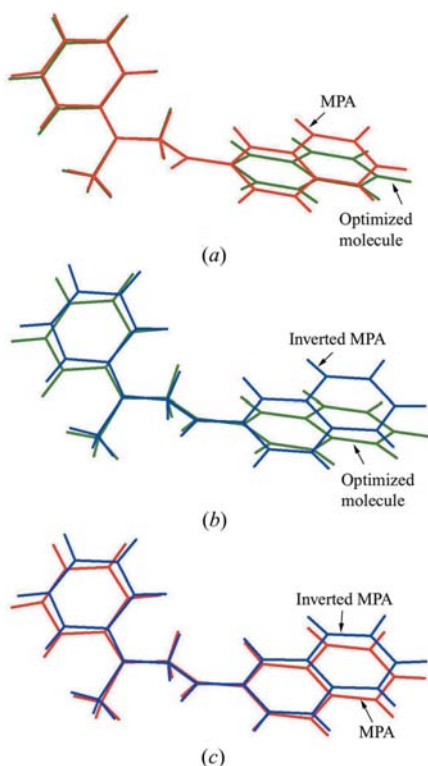 MPA
Optimized
molecule
(a)
Inverted MPA
Optimized
molecule
(b)
Inverted MPA
MPA
(c)